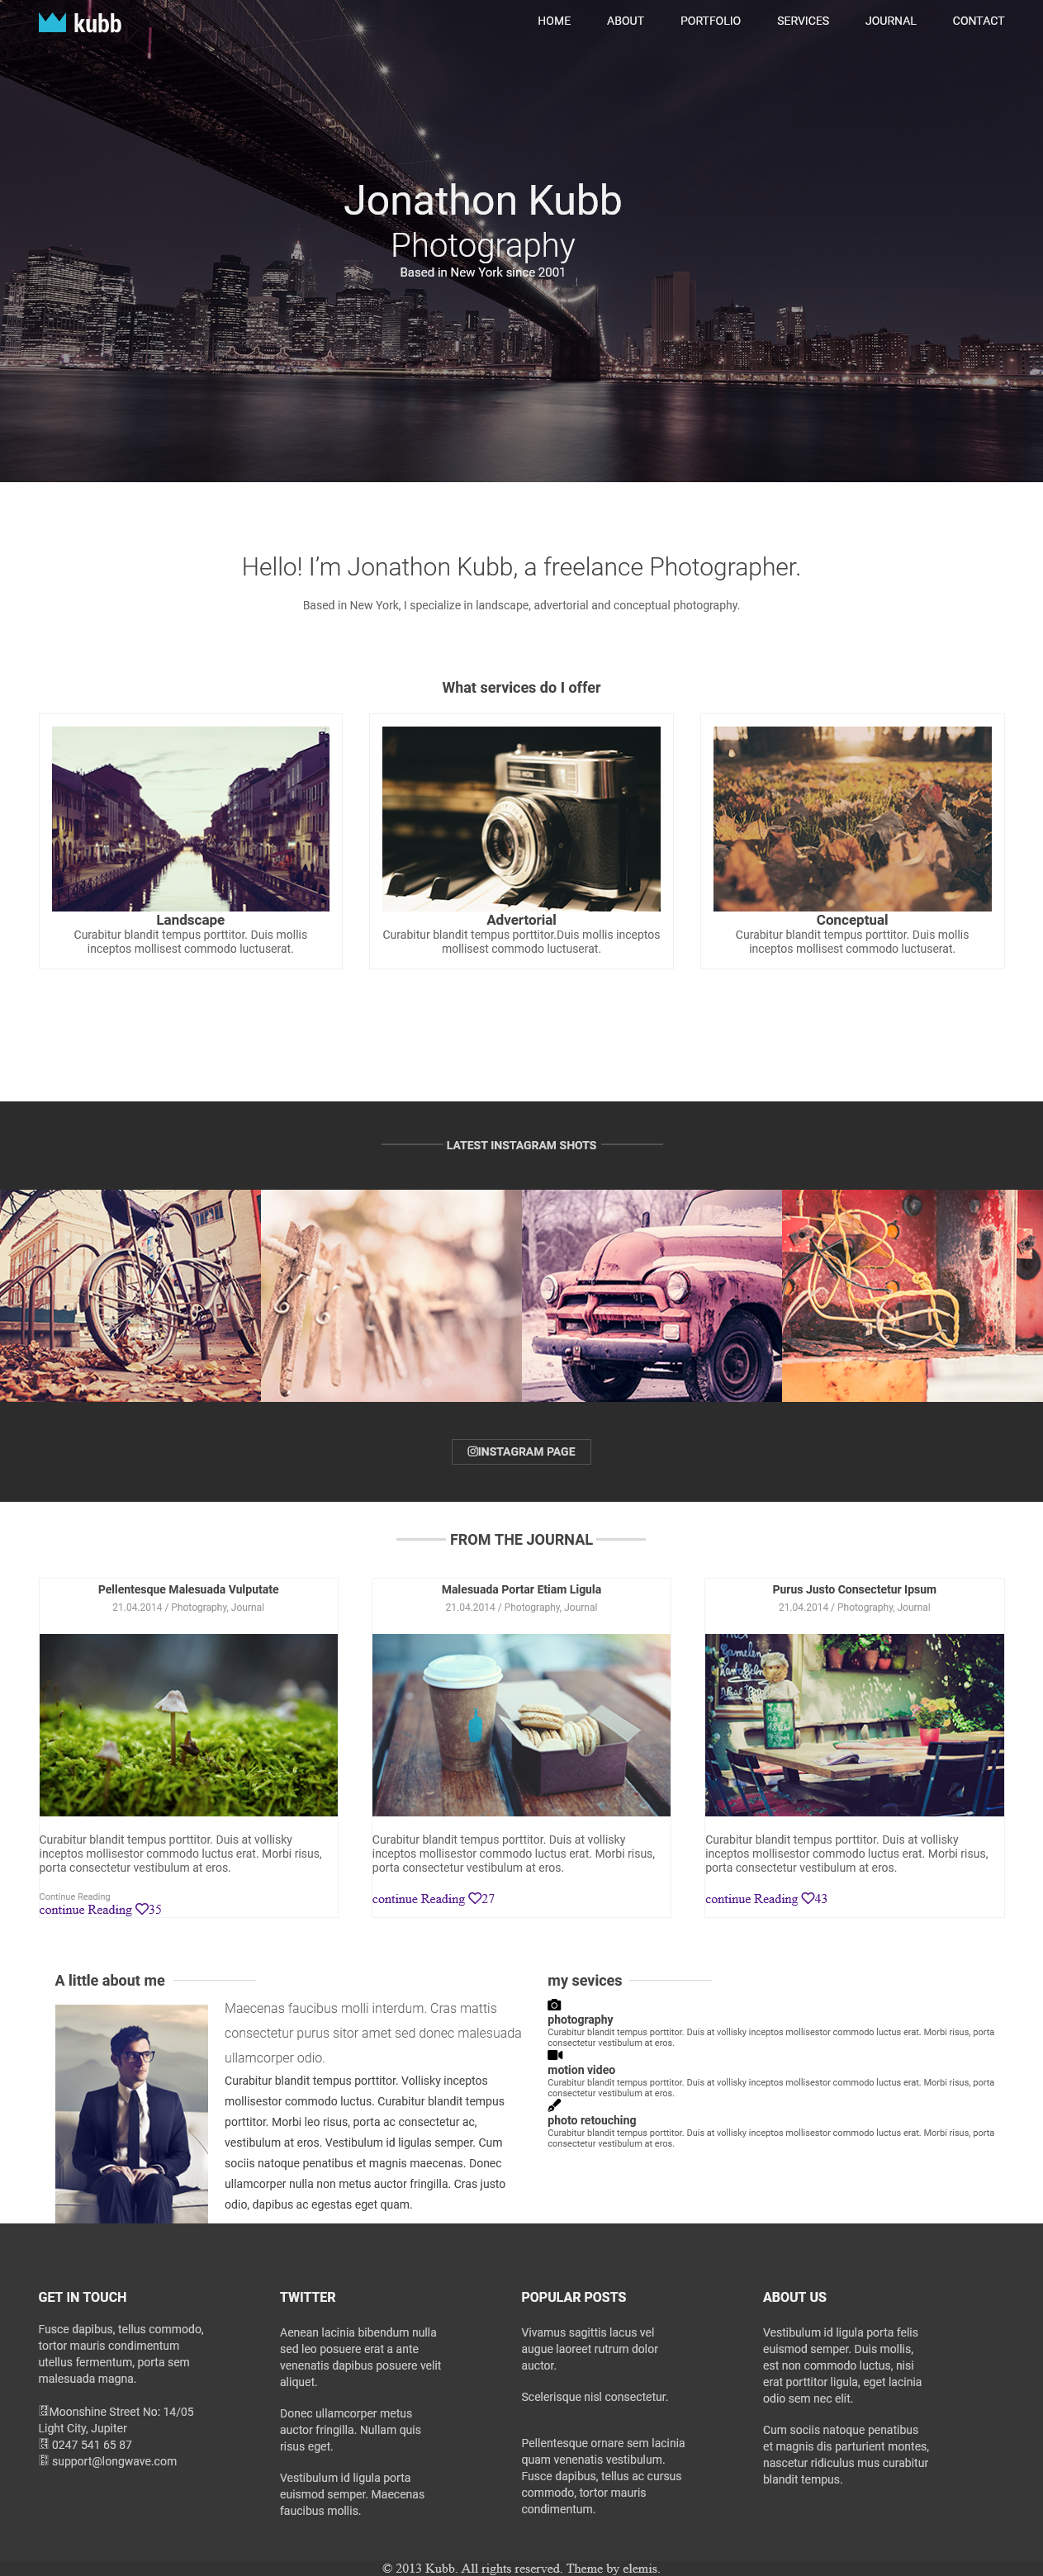 kubb
HOME ABOUT PORTFOLIO SERVICES JOURNAL CONTACT
Jonathon Kubb
Photography
Based in New York since 2001
Hello! I’m Jonathon Kubb, a freelance Photographer.
Based in New York, I specialize in landscape, advertorial and conceptual photography.
What services do I offer
Landscape
Curabitur blandit tempus porttitor. Duis mollis
inceptos mollisest commodo luctuserat.
Advertorial
Curabitur blandit tempus porttitor.Duis mollis inceptos
mollisest commodo luctuserat.
Conceptual
Curabitur blandit tempus porttitor. Duis mollis
inceptos mollisest commodo luctuserat.
LATEST INSTAGRAM SHOTS
INSTAGRAM PAGE
FROM THE JOURNAL
Pellentesque Malesuada Vulputate
21.04.2014 / Photography, Journal
Curabitur blandit tempus porttitor. Duis at vollisky
inceptos mollisestor commodo luctus erat. Morbi risus,
porta consectetur vestibulum at eros.
Continue Reading
continue Reading 35
Malesuada Portar Etiam Ligula
21.04.2014 / Photography, Journal
Curabitur blandit tempus porttitor. Duis at vollisky
inceptos mollisestor commodo luctus erat. Morbi risus,
porta consectetur vestibulum at eros.
continue Reading 27
Purus Justo Consectetur Ipsum
21.04.2014 / Photography, Journal
Curabitur blandit tempus porttitor. Duis at vollisky
inceptos mollisestor commodo luctus erat. Morbi risus,
porta consectetur vestibulum at eros.
continue Reading 43
A little about me
Maecenas faucibus molli interdum. Cras mattis
consectetur purus sitor amet sed donec malesuada
ullamcorper odio.
Curabitur blandit tempus porttitor. Vollisky inceptos
mollisestor commodo luctus. Curabitur blandit tempus
porttitor. Morbi leo risus, porta ac consectetur ac,
vestibulum at eros. Vestibulum id ligulas semper. Cum
sociis natoque penatibus et magnis maecenas. Donec
ullamcorper nulla non metus auctor fringilla. Cras justo
odio, dapibus ac egestas eget quam.
my sevices
photography
Curabitur blandit tempus porttitor. Duis at vollisky inceptos mollisestor commodo luctus erat. Morbi risus, porta
consectetur vestibulum at eros.
motion video
Curabitur blandit tempus porttitor. Duis at vollisky inceptos mollisestor commodo luctus erat. Morbi risus, porta
consectetur vestibulum at eros.
photo retouching
Curabitur blandit tempus porttitor. Duis at vollisky inceptos mollisestor commodo luctus erat. Morbi risus, porta
consectetur vestibulum at eros.
GET IN TOUCH
Fusce dapibus, tellus commodo,
tortor mauris condimentum
utellus fermentum, porta sem
malesuada magna.
Moonshine Street No: 14/05
Light City, Jupiter
0247 541 65 87
support@longwave.com
TWITTER
Aenean lacinia bibendum nulla
sed leo posuere erat a ante
venenatis dapibus posuere velit
aliquet.
Donec ullamcorper metus
auctor fringilla. Nullam quis
risus eget.
Vestibulum id ligula porta
euismod semper. Maecenas
faucibus mollis.
POPULAR POSTS
Vivamus sagittis lacus vel
augue laoreet rutrum dolor
auctor.
Scelerisque nisl consectetur.
Pellentesque ornare sem lacinia
quam venenatis vestibulum.
Fusce dapibus, tellus ac cursus
commodo, tortor mauris
condimentum.
ABOUT US
Vestibulum id ligula porta felis
euismod semper. Duis mollis,
est non commodo luctus, nisi
erat porttitor ligula, eget lacinia
odio sem nec elit.
Cum sociis natoque penatibus
et magnis dis parturient montes,
nascetur ridiculus mus curabitur
blandit tempus.
© 2013 Kubb. All rights reserved. Theme by elemis.